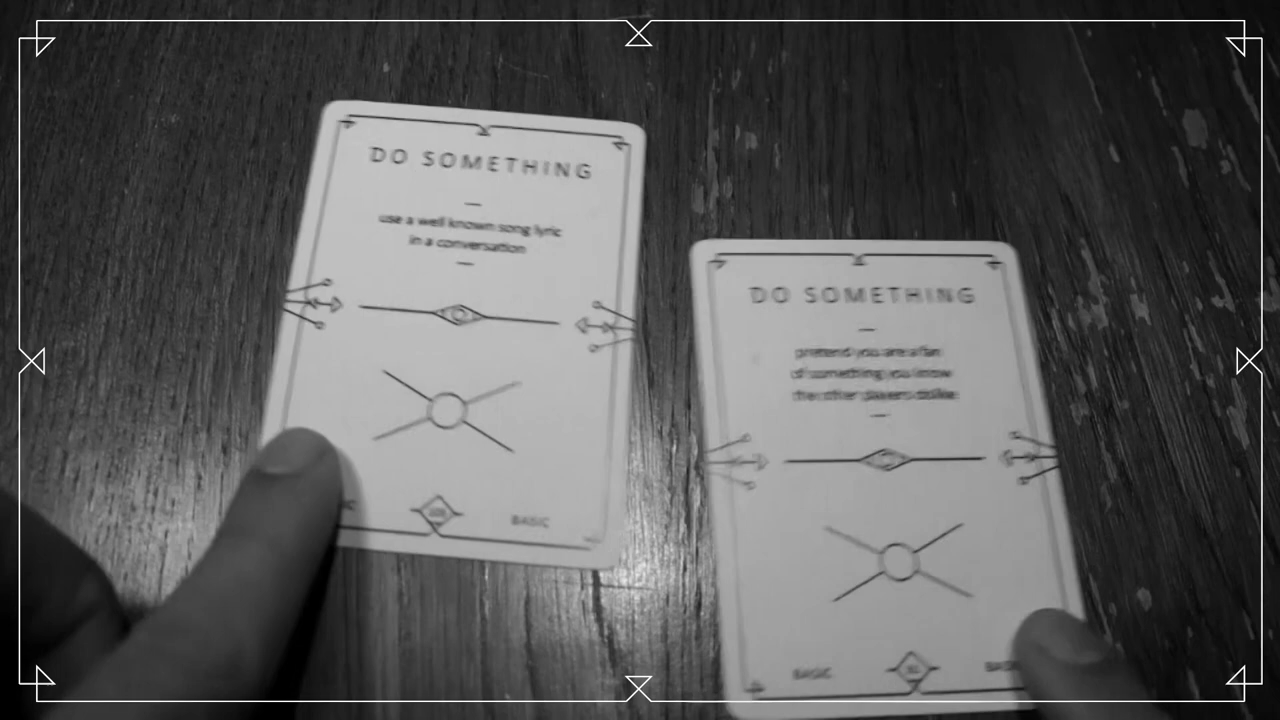 DO SOMETHING
use a well known song lyric
in a conversation
BASIC
DO SOMETHING
pretend you are a fan
of something you know
the other players dislike
BASIC